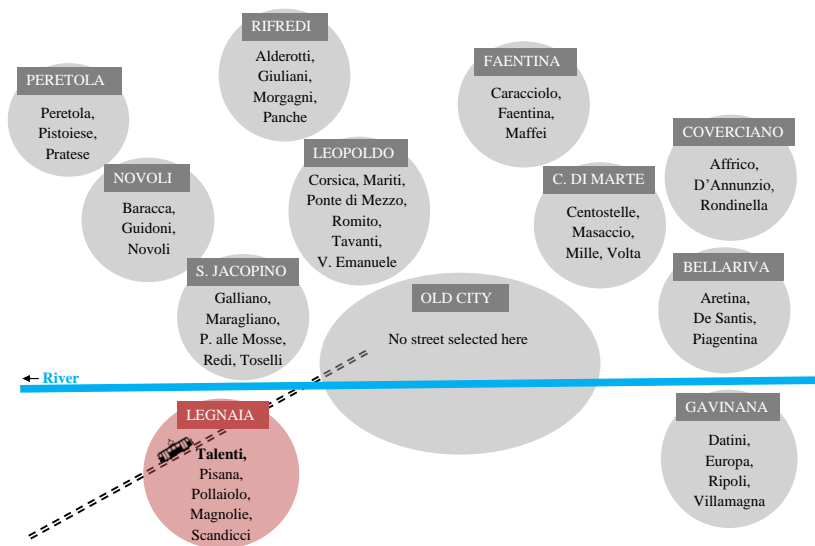 RIFREDI
Alderotti,
Giuliani,
Morgagni,
Panche
FAENTINA
Caracciolo,
Faentina,
Maffei
PERETOLA
Peretola,
Pistoiese,
Pratese
COVERCIANO
Affrico,
D'Annunzio,
Rondinella
LEOPOLDO
Corsica, Mariti,
Ponte di Mezzo,
Romito,
Tavanti,
V. Emanuele
NOVOLI
Baracca,
Guidoni,
Novoli
C. DI MARTE
Centostelle,
Masaccio,
Mille, Volta
S. JACOPINO
Galliano,
Maragliano,
P. alle Mosse,
Redi, Toselli
BELLARIVA
Aretina,
De Santis,
Piagentina
OLD CITY
No street selected here
← River
LEGNAIA
Talenti,
Pisana,
Pollaiolo,
Magnolie,
Scandicci
GAVINANA
Datini,
Europa,
Ripoli,
Villamagna